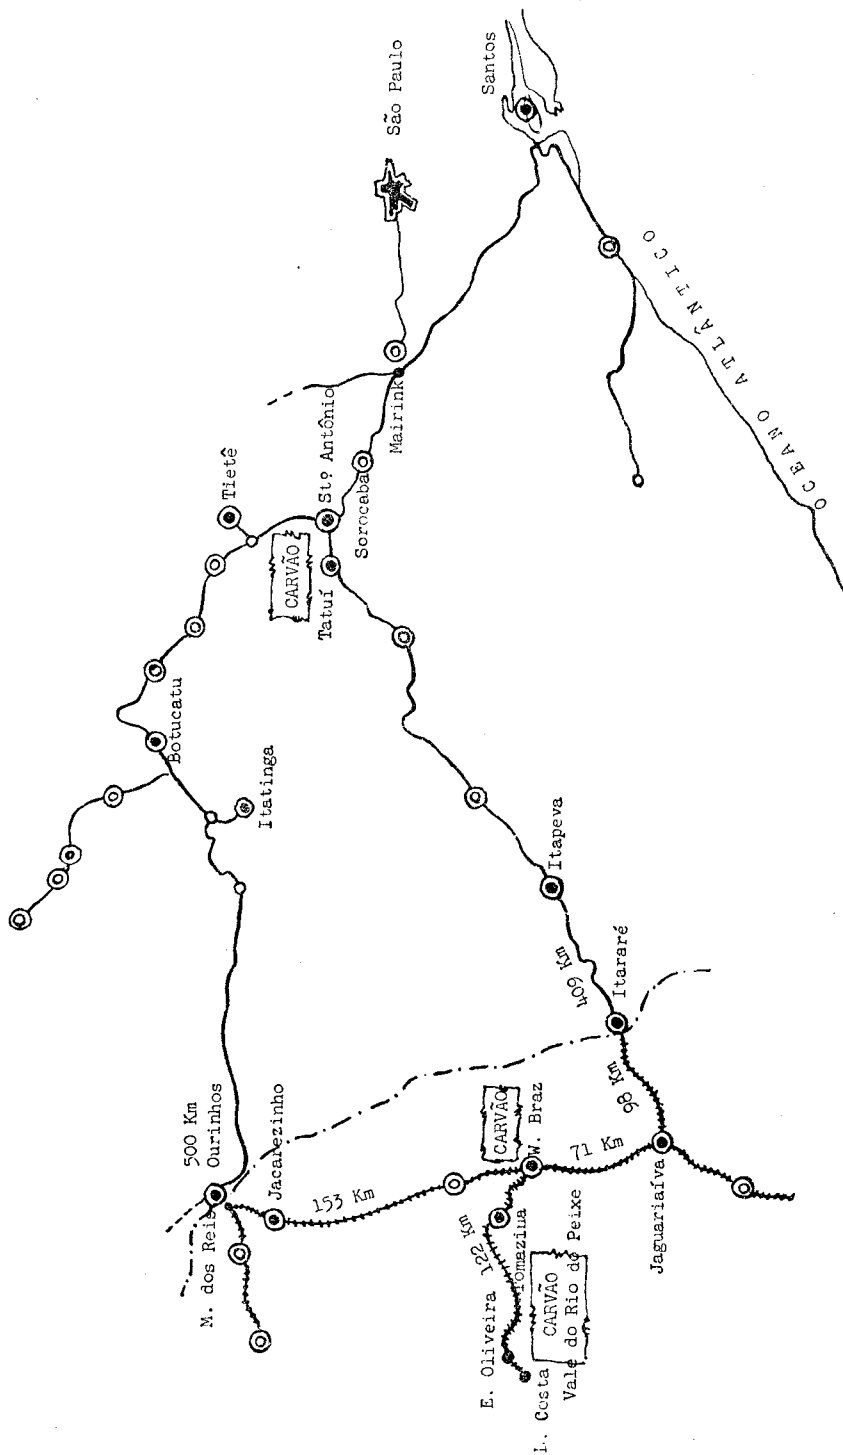 São Paulo
Santos
OCEANO ATLÂNTICO
Mairink
Stº Antônio
Sorocaba
Tietê
CARVÃO
Tatuí
Botucatu
Itatinga
Itapeva
409 Km
Itararé
98 Km
500 Km
Ourinhos
M. dos Reis
Jacarezinho
153 Km
CARVÃO
W. Braz
71 Km
Jaguariaíva
Tomaziua
122 Km
E. Oliveira
L. Costa
CARVÃO
Vale do Rio do Peixe